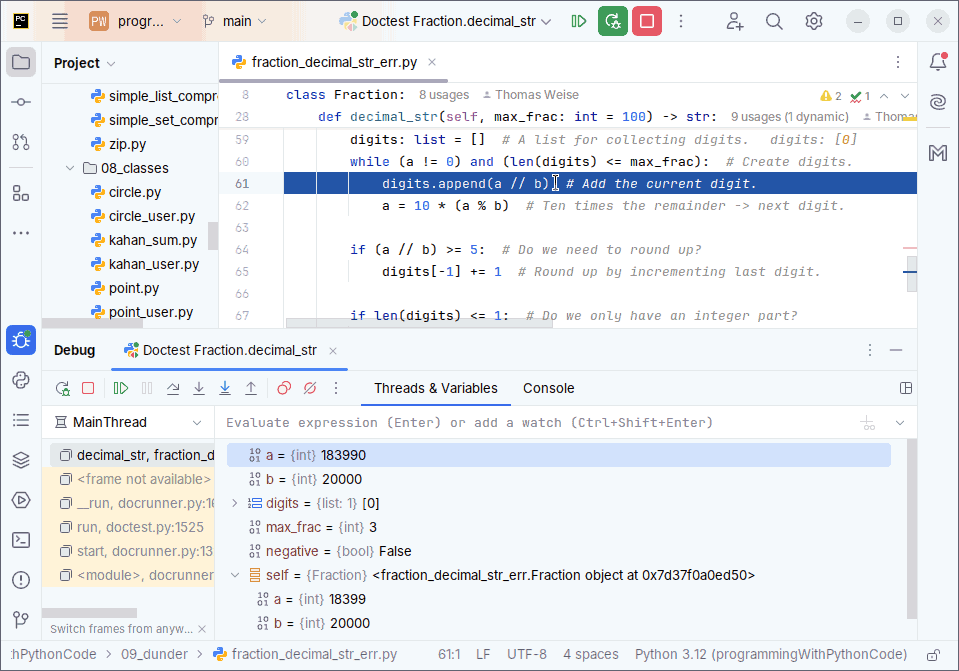 PC PW progr... main Doctest Fraction.decimal_str
Project
fraction_decimal_str_err.py
simple_list_compre
simple_set_compr
zip.py
08_classes
circle.py
circle_user.py
kahan_sum.py
kahan_user.py
point.py
point_user.py
8 class Fraction: 8 usages Thomas Weise 2 1
28 def decimal_str(self, max_frac: int = 100) -> str: 9 usages (1 dynamic) Thomas
59 digits: list = [] # A list for collecting digits. digits: [0]
60 while (a != 0) and (len(digits) <= max_frac): # Create digits.
61 digits.append(a // b) # Add the current digit.
62 a = 10 * (a % b) # Ten times the remainder -> next digit.
63
64 if (a // b) >= 5: # Do we need to round up?
65 digits[-1] += 1 # Round up by incrementing last digit.
66
67 if len(digits) <= 1: # Do we only have an integer part?
Debug Doctest Fraction.decimal_str
Threads & Variables Console
MainThread
Evaluate expression (Enter) or add a watch (Ctrl+Shift+Enter)
decimal_str, fraction_d
<frame not available>
__run, docrunner.py:16
run, doctest.py:1525
start, docrunner.py:13
<module>, docrunner
Switch frames from anyw...
a = {int} 183990
b = {int} 20000
digits = {list: 1} [0]
max_frac = {int} 3
negative = {bool} False
self = {Fraction} <fraction_decimal_str_err.Fraction object at 0x7d37f0a0ed50>
a = {int} 18399
b = {int} 20000
ithPythonCode 09_dunder fraction_decimal_str_err.py 61:1 LF UTF-8 4 spaces Python 3.12 (programmingWithPythonCode)